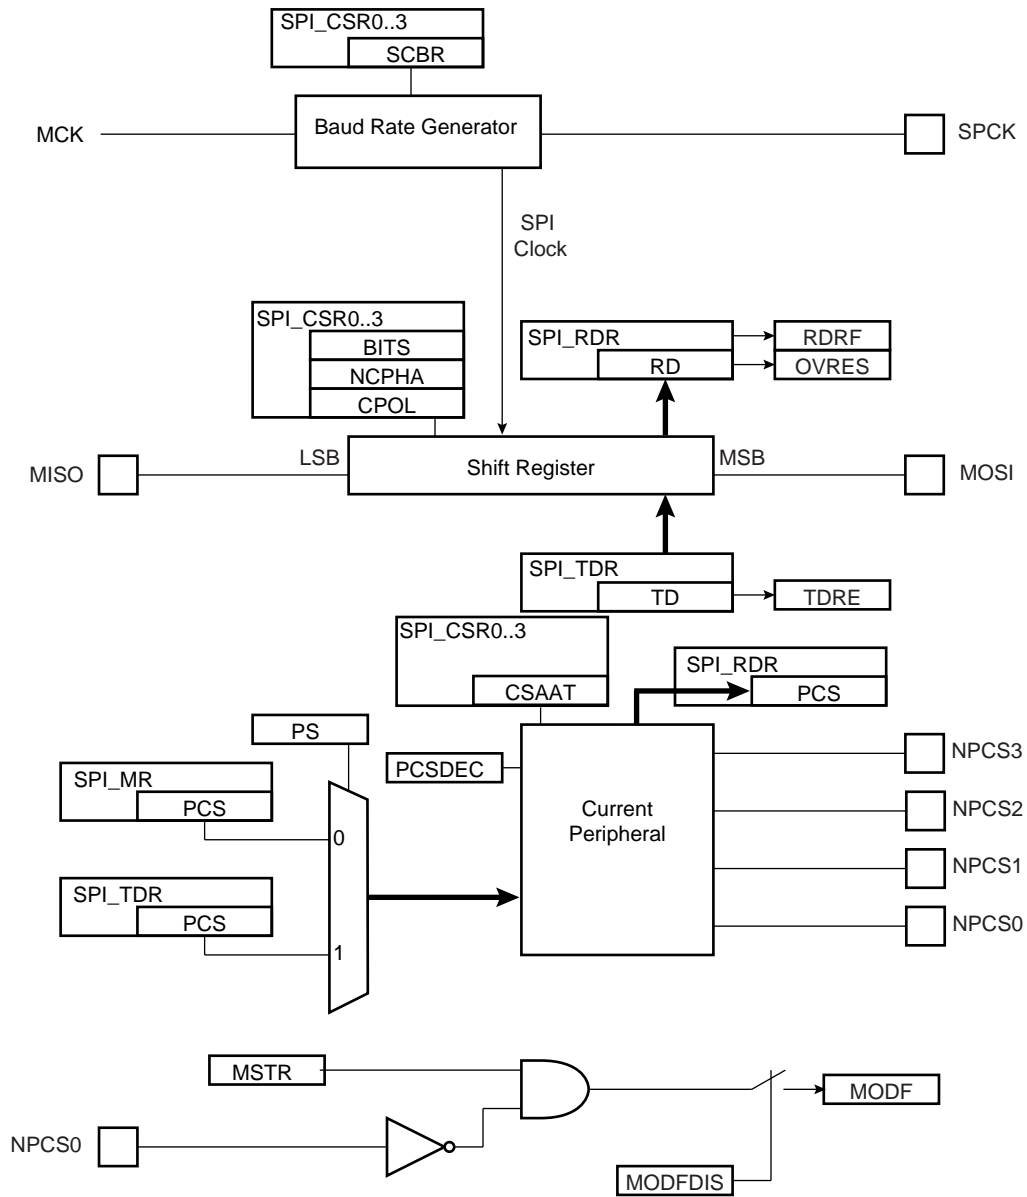 SPI_CSR0..3
SCBR
MCK
Baud Rate Generator
SPCK
SPI
Clock
SPI_CSR0..3
BITS
NCPHA
CPOL
SPI_RDR
RD
RDRF
OVRES
MISO
LSB
Shift Register
MSB
MOSI
SPI_TDR
TD
TDRE
SPI_CSR0..3
CSAAT
SPI_RDR
PCS
PS
PCSDEC
NPCS3
SPI_MR
PCS
0
Current
Peripheral
NPCS2
NPCS1
SPI_TDR
PCS
1
NPCS0
MSTR
MODF
NPCS0
MODFDIS